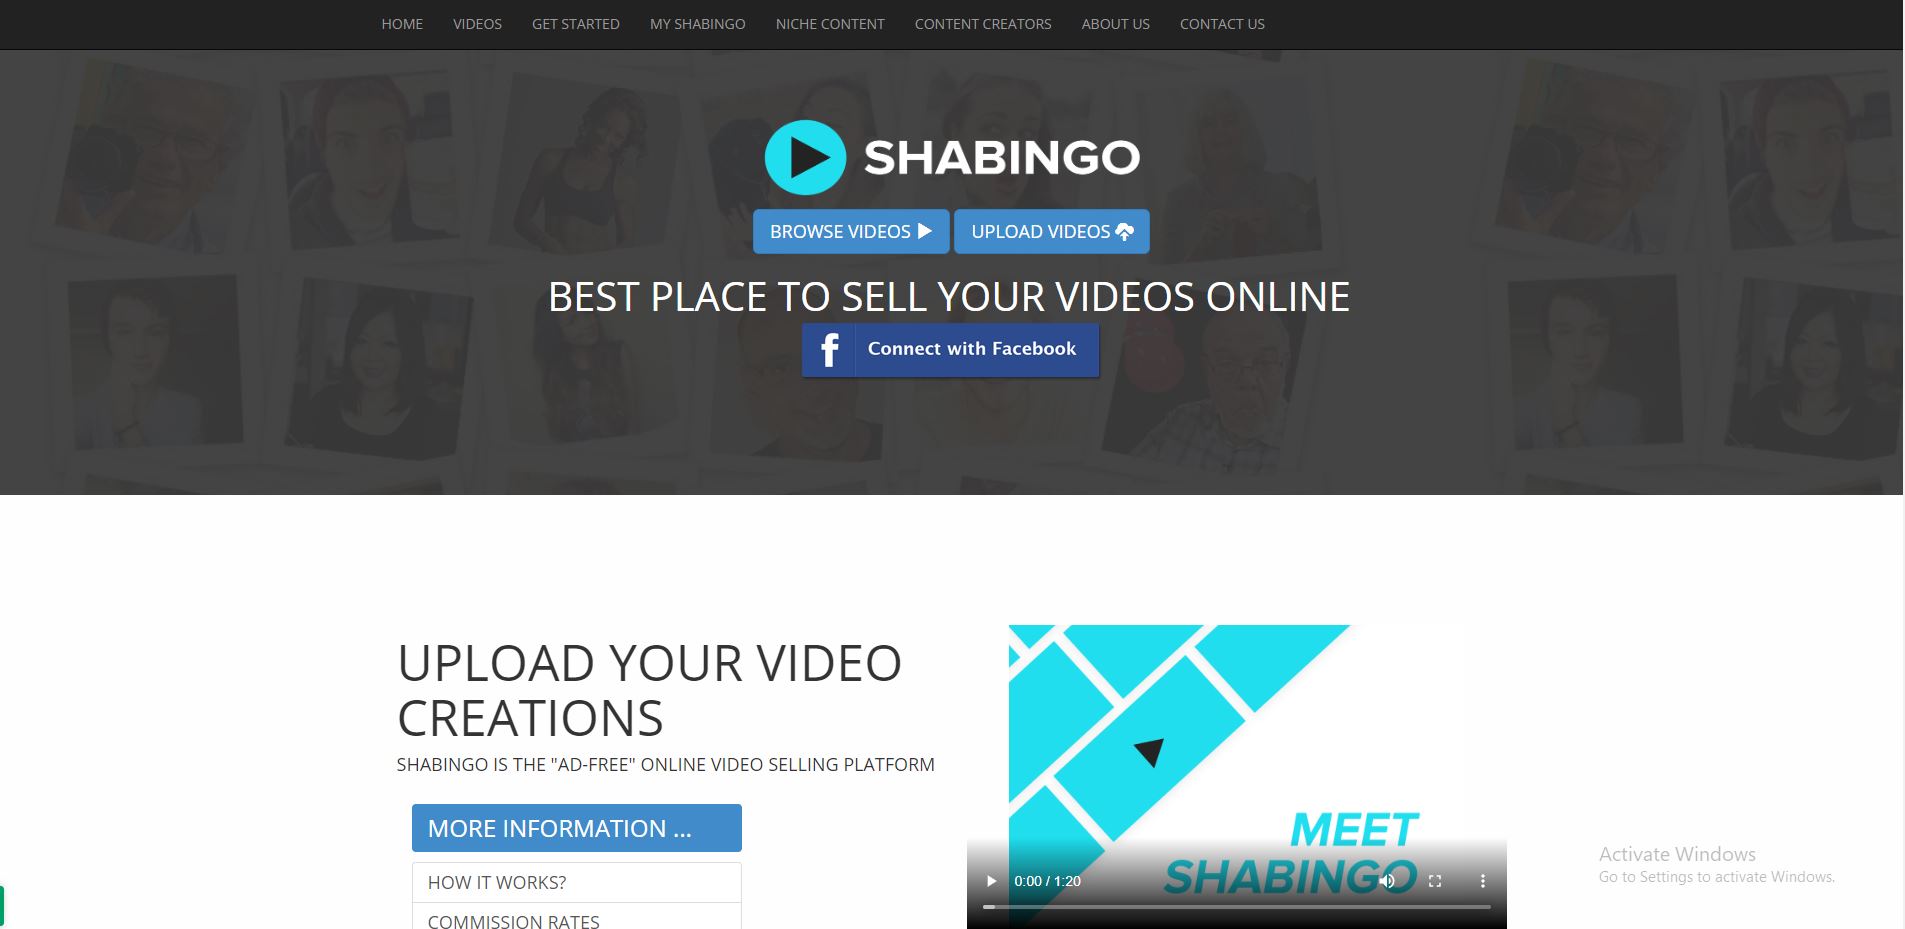 HOME VIDEOS GET STARTED MY SHABINGO NICHE CONTENT CONTENT CREATORS ABOUT US CONTACT US
SHABINGO
BROWSE VIDEOS UPLOAD VIDEOS
BEST PLACE TO SELL YOUR VIDEOS ONLINE
f Connect with Facebook
UPLOAD YOUR VIDEO
CREATIONS
SHABINGO IS THE "AD-FREE" ONLINE VIDEO SELLING PLATFORM
MORE INFORMATION ...
HOW IT WORKS?
COMMISSION RATES
MEET
SHABINGO
0:00 / 1:20
Activate Windows
Go to Settings to activate Windows.